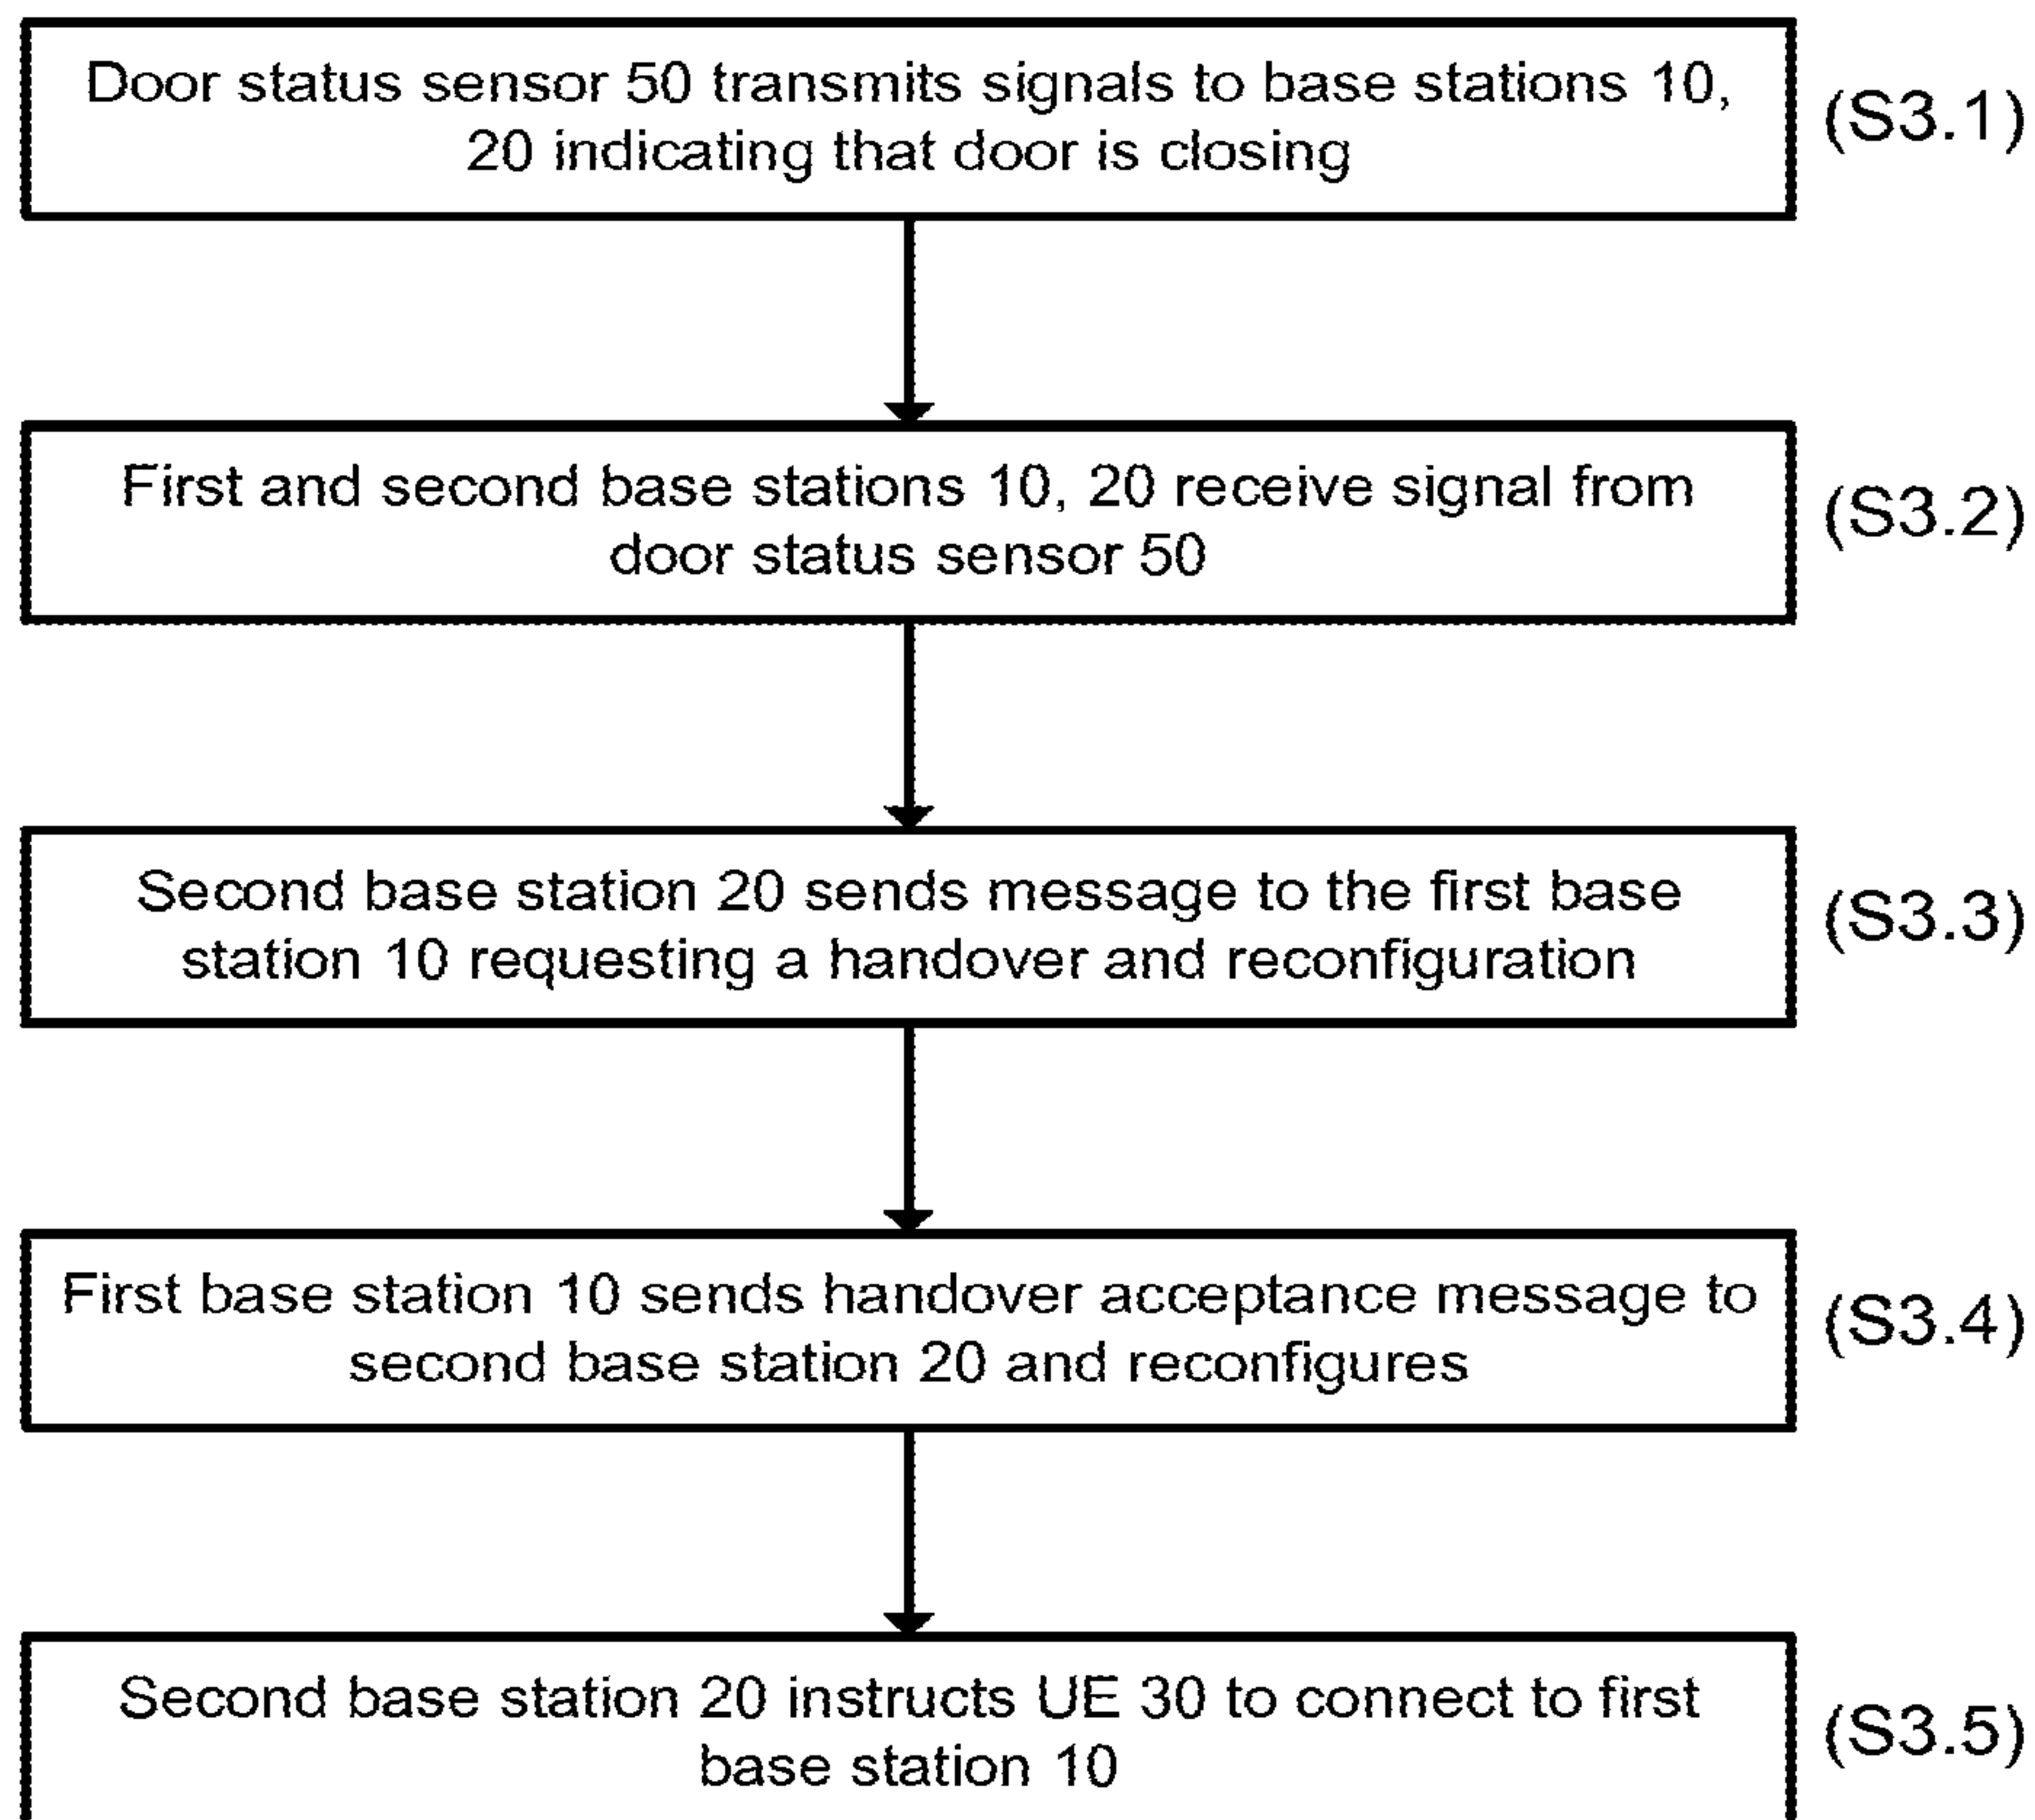 Door status sensor 50 transmits signals to base stations 10,
20 indicating that door is closing
(S3.1)
First and second base stations 10, 20 receive signal from
door status sensor 50
(S3.2)
Second base station 20 sends message to the first base
station 10 requesting a handover and reconfiguration
(S3.3)
First base station 10 sends handover acceptance message to
second base station 20 and reconfigures
(S3.4)
Second base station 20 instructs UE 30 to connect to first
base station 10
(S3.5)